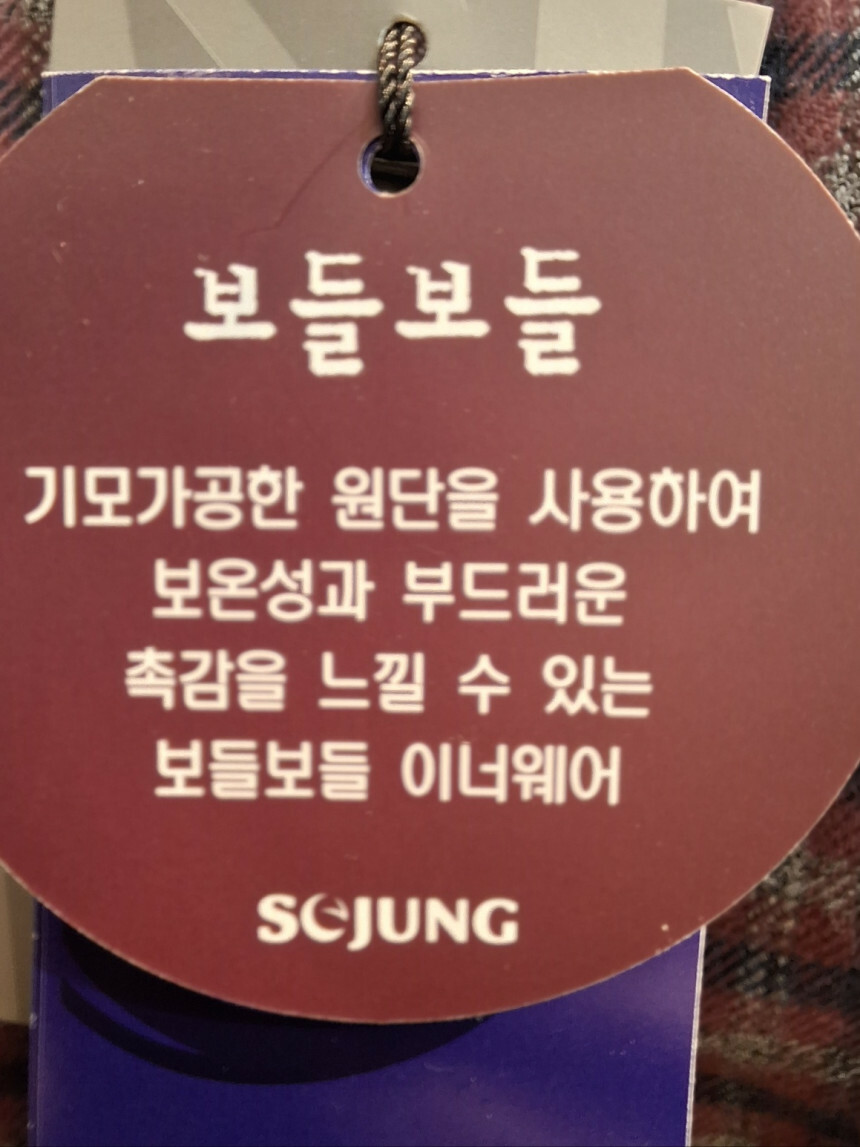 보들보들
기모가공한 원단을 사용하여
보온성과 부드러운
촉감을 느낄 수 있는
보들보들 이너웨어
SEJUNG